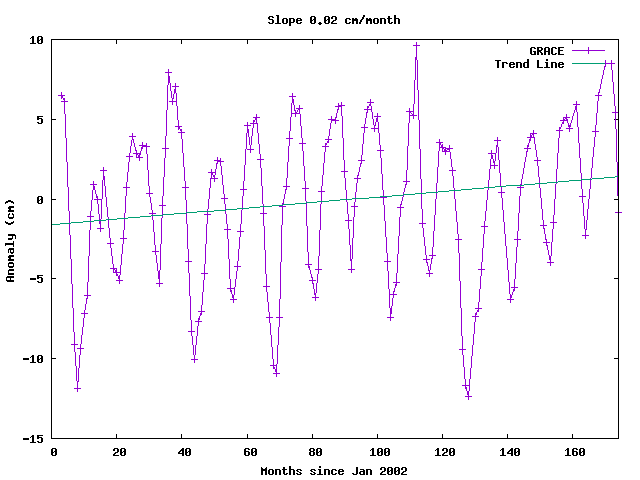 Slope 0.02 cm/month
GRACE
Trend Line
10
5
0
-5
-10
-15
Anomaly (cm)
0 20 40 60 80 100 120 140 160
Months since Jan 2002